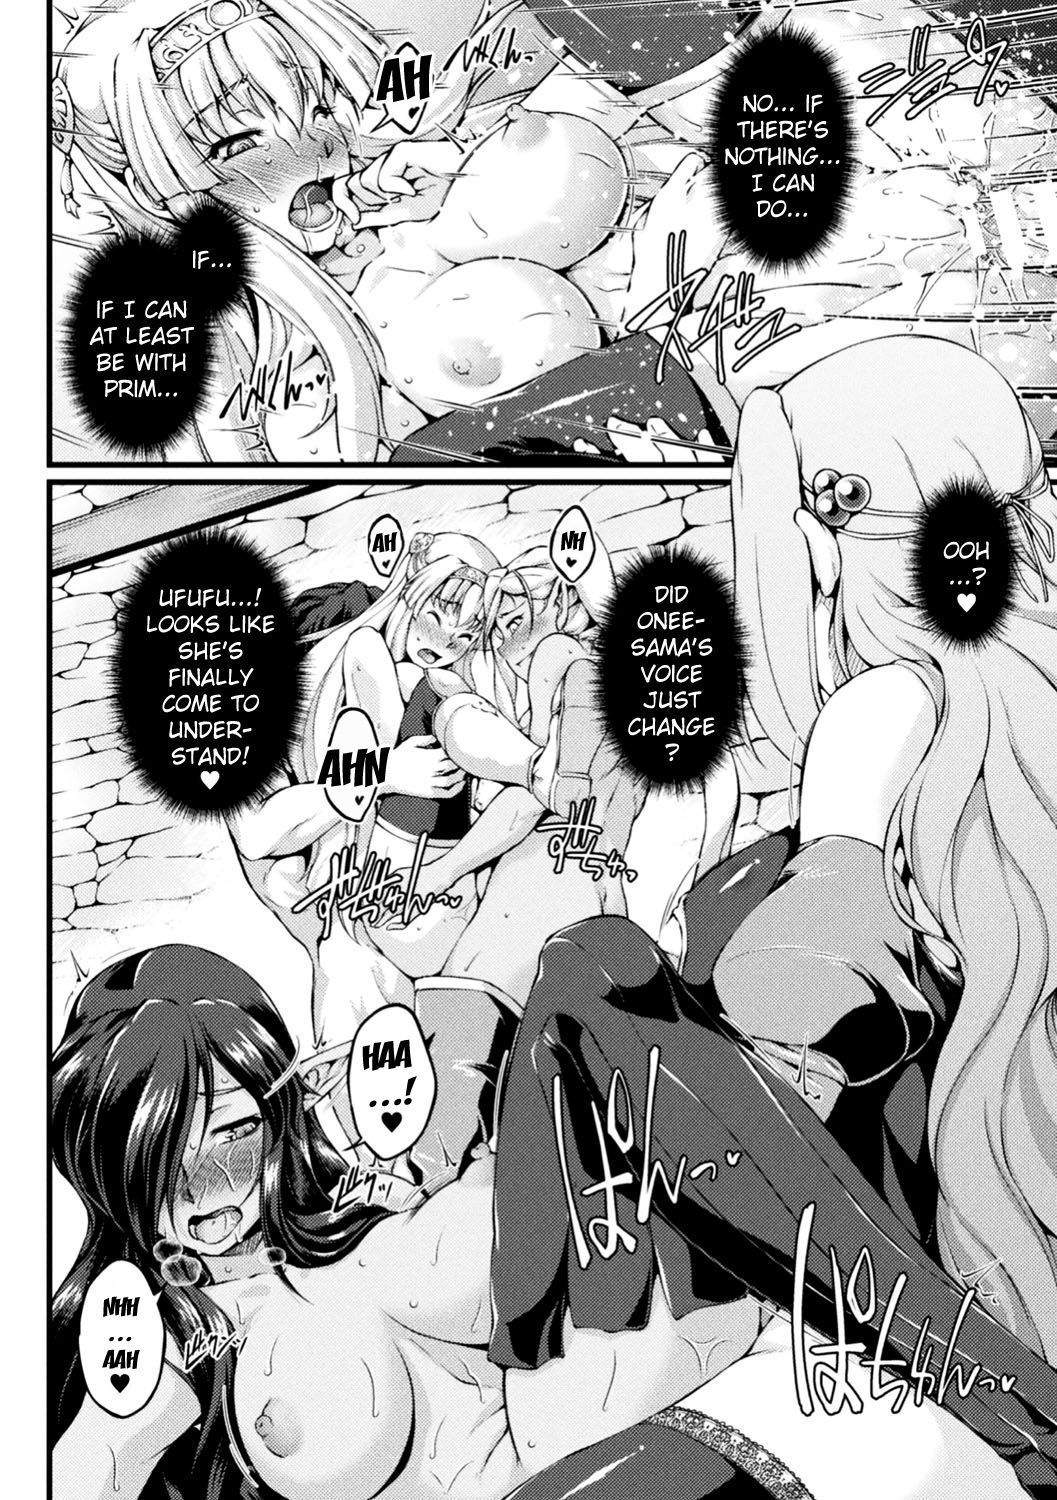 NO... IF
THERE'S
NOTHING...
I CAN
DO...
AH
♥
IF...
IF I CAN
AT LEAST
BE WITH
PRIM...
OOH
...?
♥
DID
ONEE-
SAMA'S
VOICE
JUST
CHANGE
?
NH
♥
AH
♥
UFUFU...!
LOOKS LIKE
SHE'S
FINALLY
COME TO
UNDER-
STAND!
♥
AHN
♥
HAA
...!
♥
ぱんっ♥
ぱちゅんっ♥
NHH
...
AAH
♥